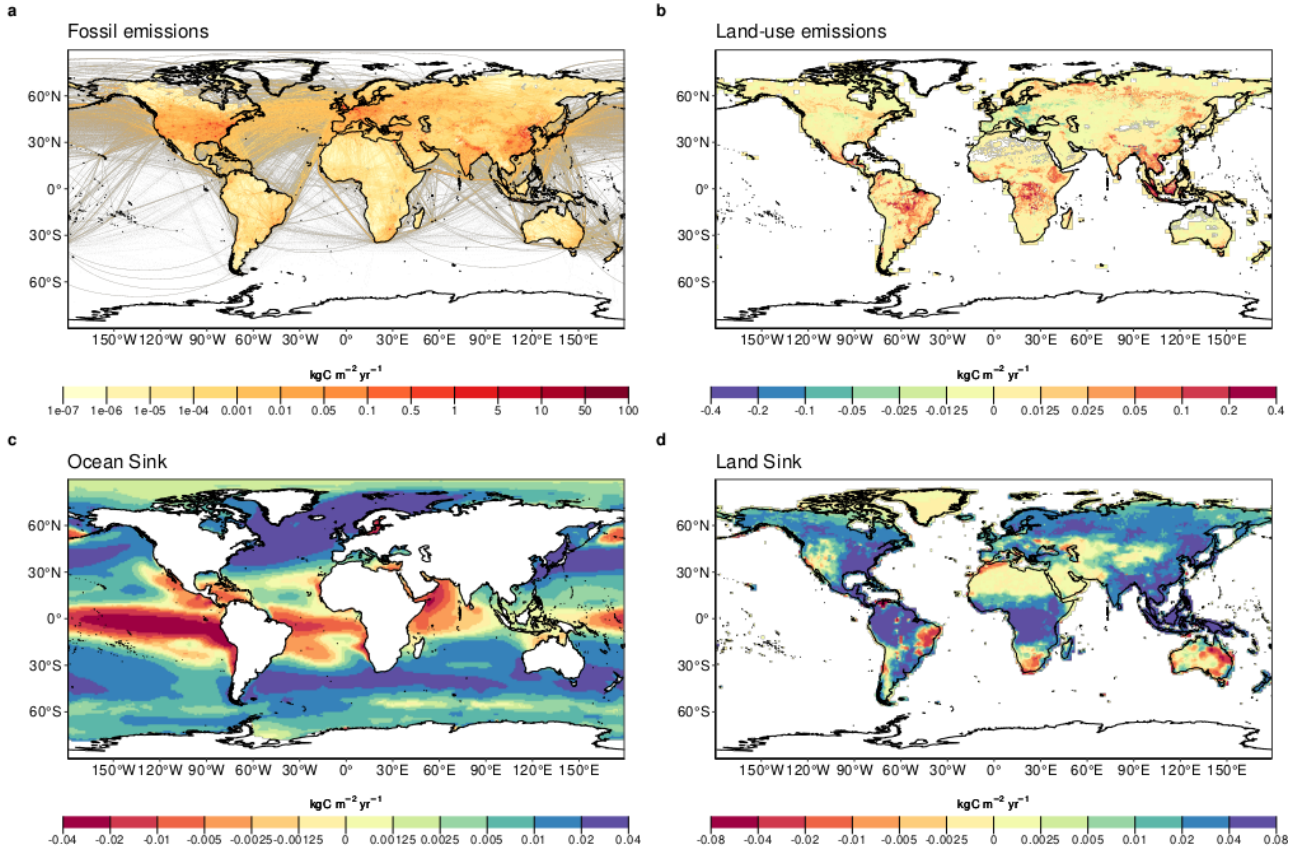 a
Fossil emissions
60°N
30°N
0°
30°S
60°S
150°W 120°W 90°W 60°W 30°W 0° 30°E 60°E 90°E 120°E 150°E
kgC m⁻² yr⁻¹
1e-07 1e-06 1e-05 1e-04 0.001 0.01 0.05 0.1 0.5 1 5 10 50 100
b
Land-use emissions
60°N
30°N
0°
30°S
60°S
150°W 120°W 90°W 60°W 30°W 0° 30°E 60°E 90°E 120°E 150°E
kgC m⁻² yr⁻¹
-0.4 -0.2 -0.1 -0.05 -0.025 -0.0125 0 0.0125 0.025 0.05 0.1 0.2 0.4
c
Ocean Sink
60°N
30°N
0°
30°S
60°S
150°W 120°W 90°W 60°W 30°W 0° 30°E 60°E 90°E 120°E 150°E
kgC m⁻² yr⁻¹
-0.04 -0.02 -0.01 -0.005 -0.0025 -0.00125 0 0.00125 0.0025 0.005 0.01 0.02 0.04
d
Land Sink
60°N
30°N
0°
30°S
60°S
150°W 120°W 90°W 60°W 30°W 0° 30°E 60°E 90°E 120°E 150°E
kgC m⁻² yr⁻¹
-0.08 -0.04 -0.02 -0.01 -0.005 -0.0025 0 0.0025 0.005 0.01 0.02 0.04 0.08